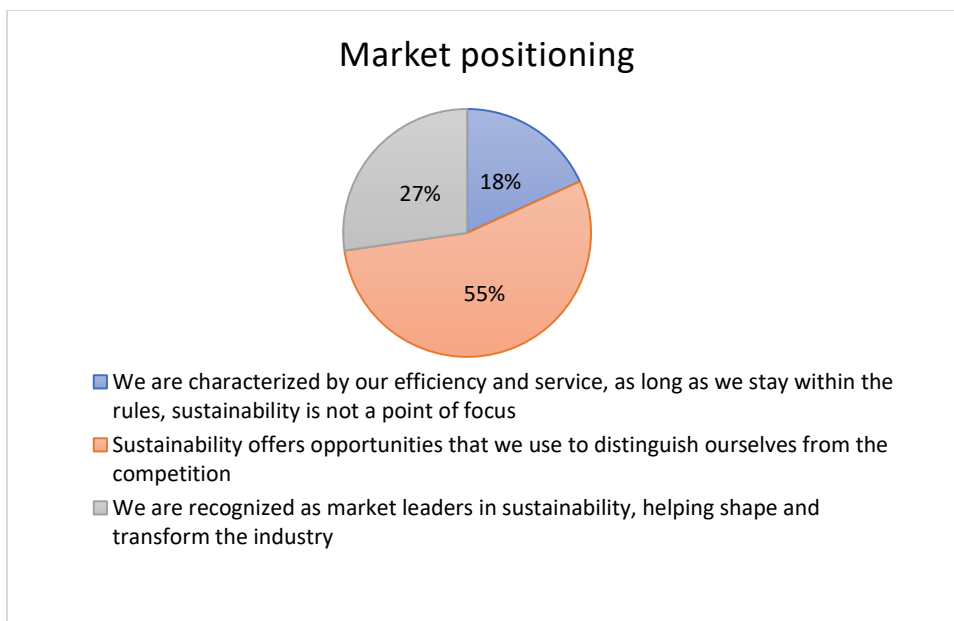 Market positioning
18%
27%
55%
We are characterized by our efficiency and service, as long as we stay within the
rules, sustainability is not a point of focus
Sustainability offers opportunities that we use to distinguish ourselves from the
competition
We are recognized as market leaders in sustainability, helping shape and
transform the industry